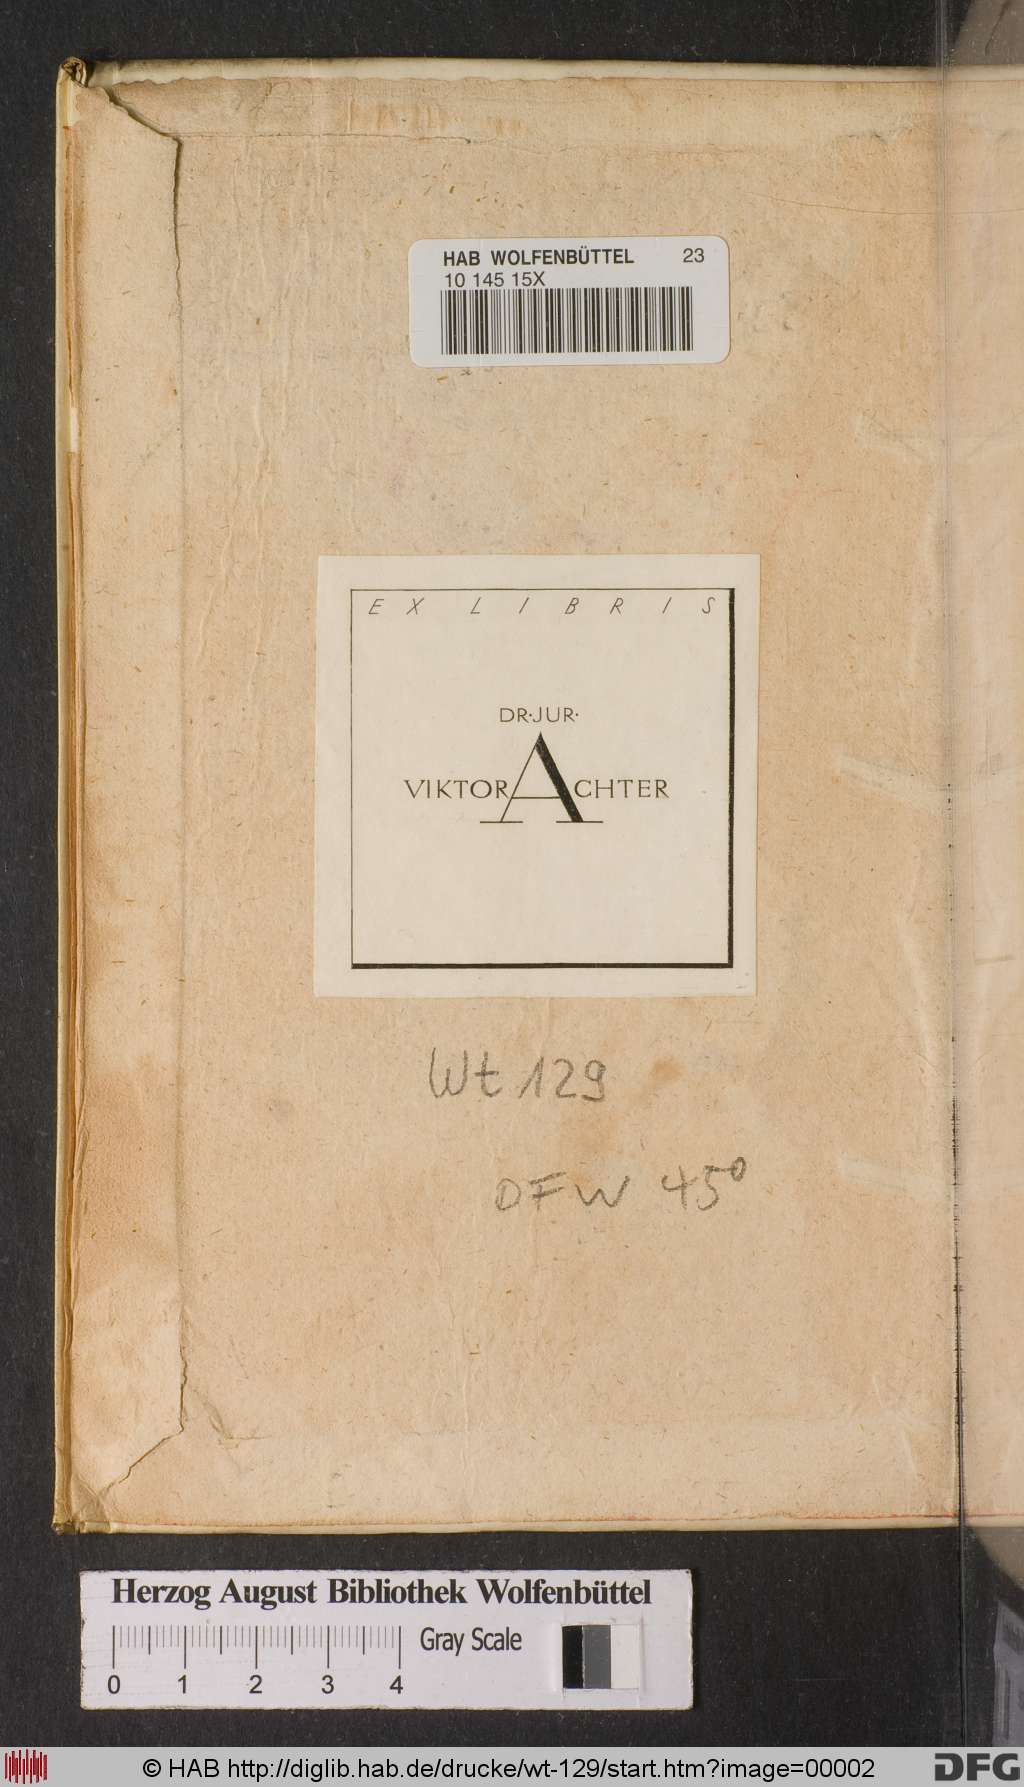 HAB WOLFENBÜTTEL 23
10 145 15X
EX LIBRIS
DR·JUR·
VIKTOR ACHTER
Wt 129
OFW 45°
Herzog August Bibliothek Wolfenbüttel
Gray Scale
0 1 2 3 4
© HAB http://diglib.hab.de/drucke/wt-129/start.htm?image=00002
DFG